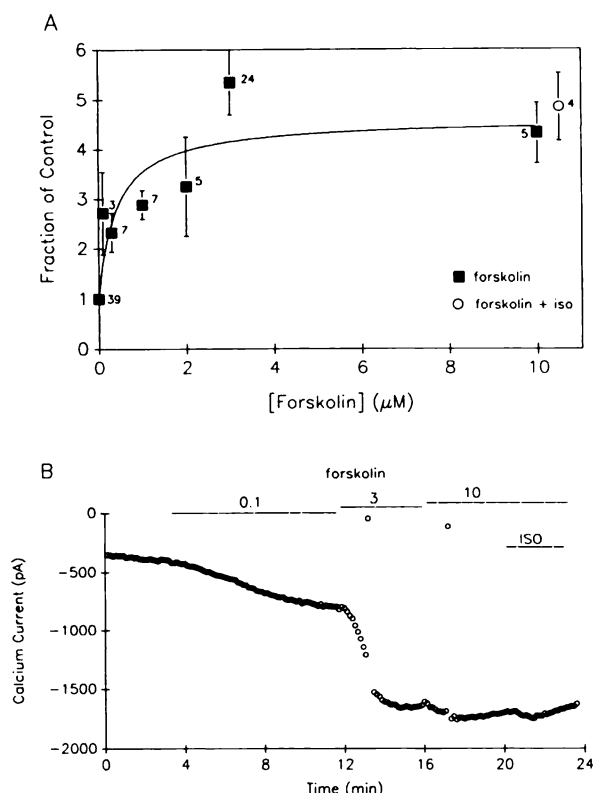 A
6
5
4
3
2
1
0
Fraction of Control
24
3
7
7
5
5
4
39
forskolin
forskolin + iso
0 2 4 6 8 10
[Forskolin] (μM)
B
forskolin
0.1 3 10
ISO
0
−500
−1000
−1500
−2000
Calcium Current (pA)
0 4 8 12 16 20 24
Time (min)